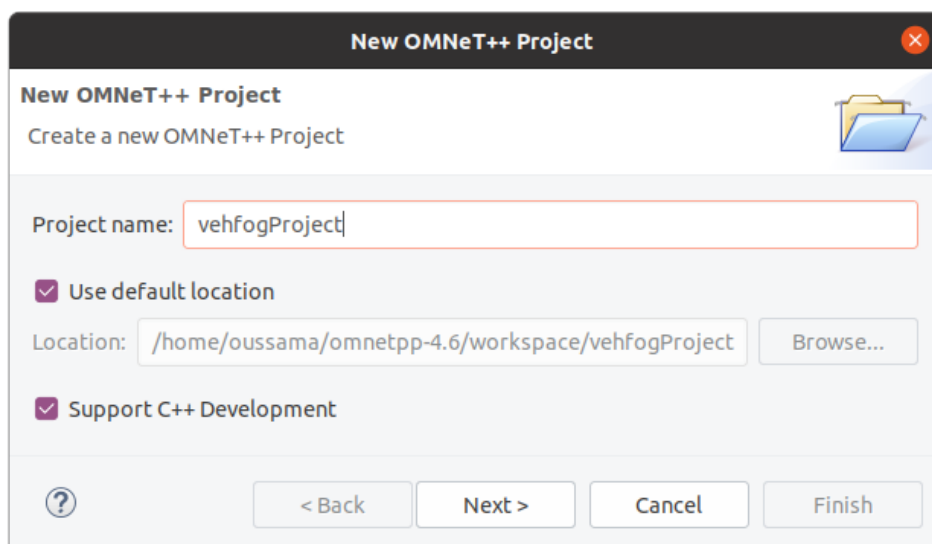 New OMNeT++ Project
New OMNeT++ Project
Create a new OMNeT++ Project
Project name: vehfogProject
Use default location
Location: /home/oussama/omnetpp-4.6/workspace/vehfogProject Browse...
Support C++ Development
? < Back Next > Cancel Finish